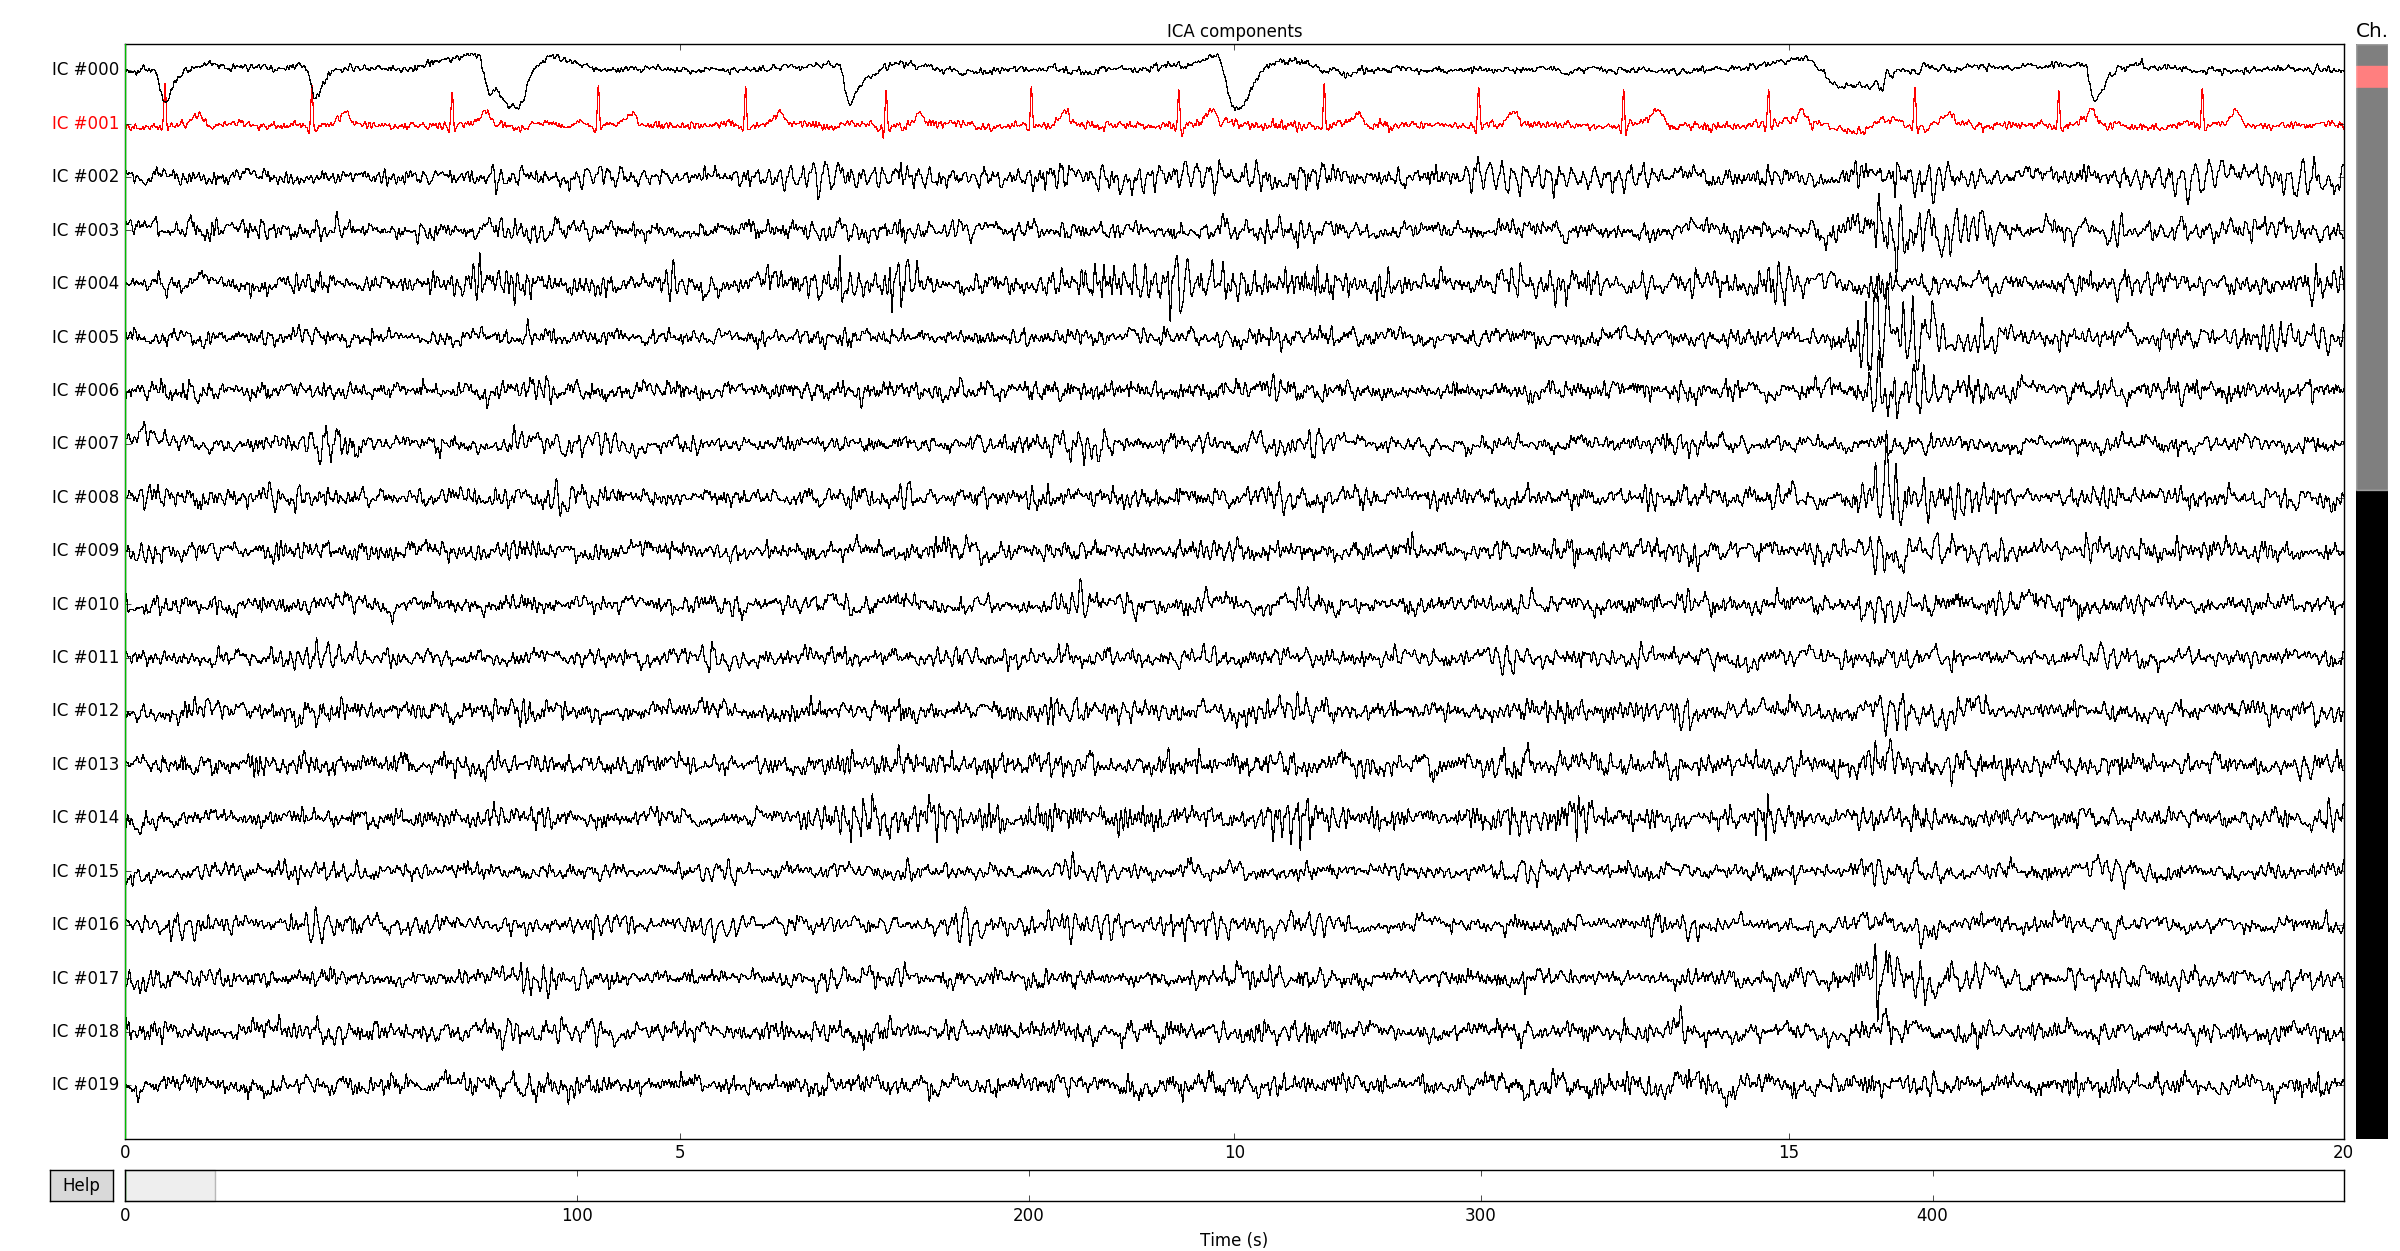 ICA components
Ch.
IC #000
IC #001
IC #002
IC #003
IC #004
IC #005
IC #006
IC #007
IC #008
IC #009
IC #010
IC #011
IC #012
IC #013
IC #014
IC #015
IC #016
IC #017
IC #018
IC #019
0 5 10 15 20
Help
0 100 200 300 400
Time (s)